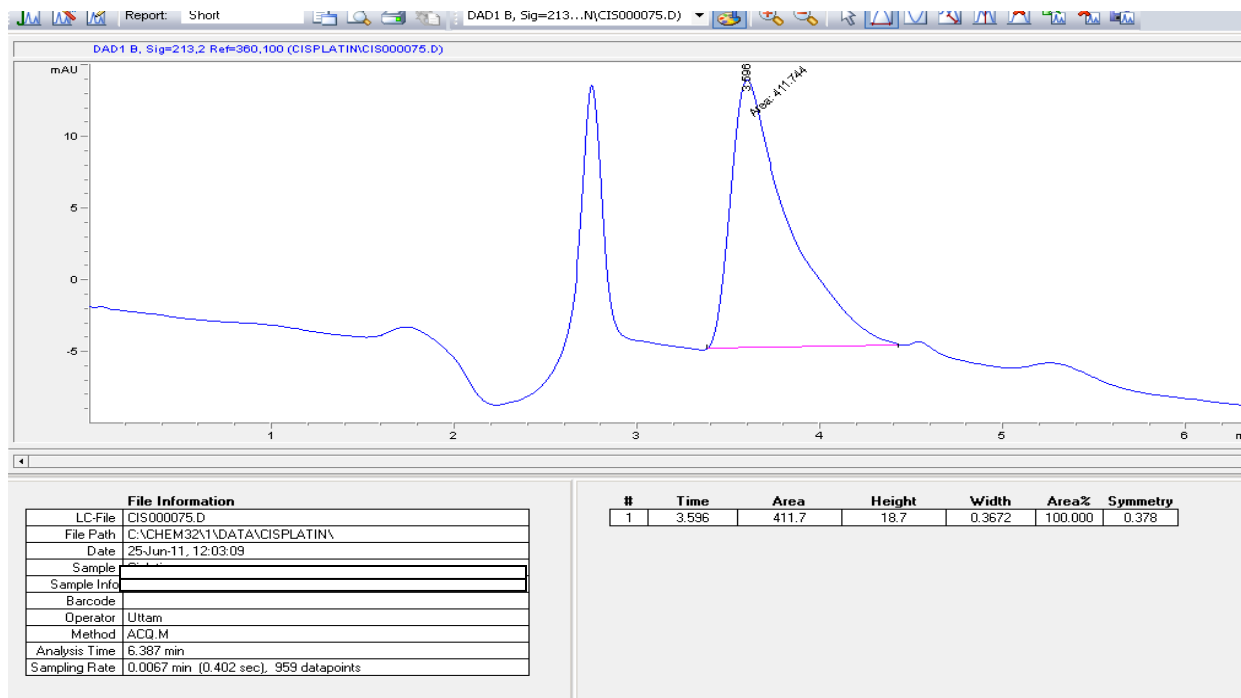 Report: Short DAD1 B, Sig=213...N\CIS000075.D)
DAD1 B, Sig=213,2 Ref=360,100 (CISPLATIN\CIS000075.D)
mAU
3.596
Area: 411.744
10
5
0
-5
1 2 3 4 5 6
File Information
LC-File CIS000075.D
File Path C:\CHEM32\1\DATA\CISPLATIN\
Date 25-Jun-11, 12:03:09
Sample
Sample Info
Barcode
Operator Uttam
Method ACQ.M
Analysis Time 6.387 min
Sampling Rate 0.0067 min (0.402 sec), 959 datapoints
# Time Area Height Width Area% Symmetry
1 3.596 411.7 18.7 0.3672 100.000 0.378